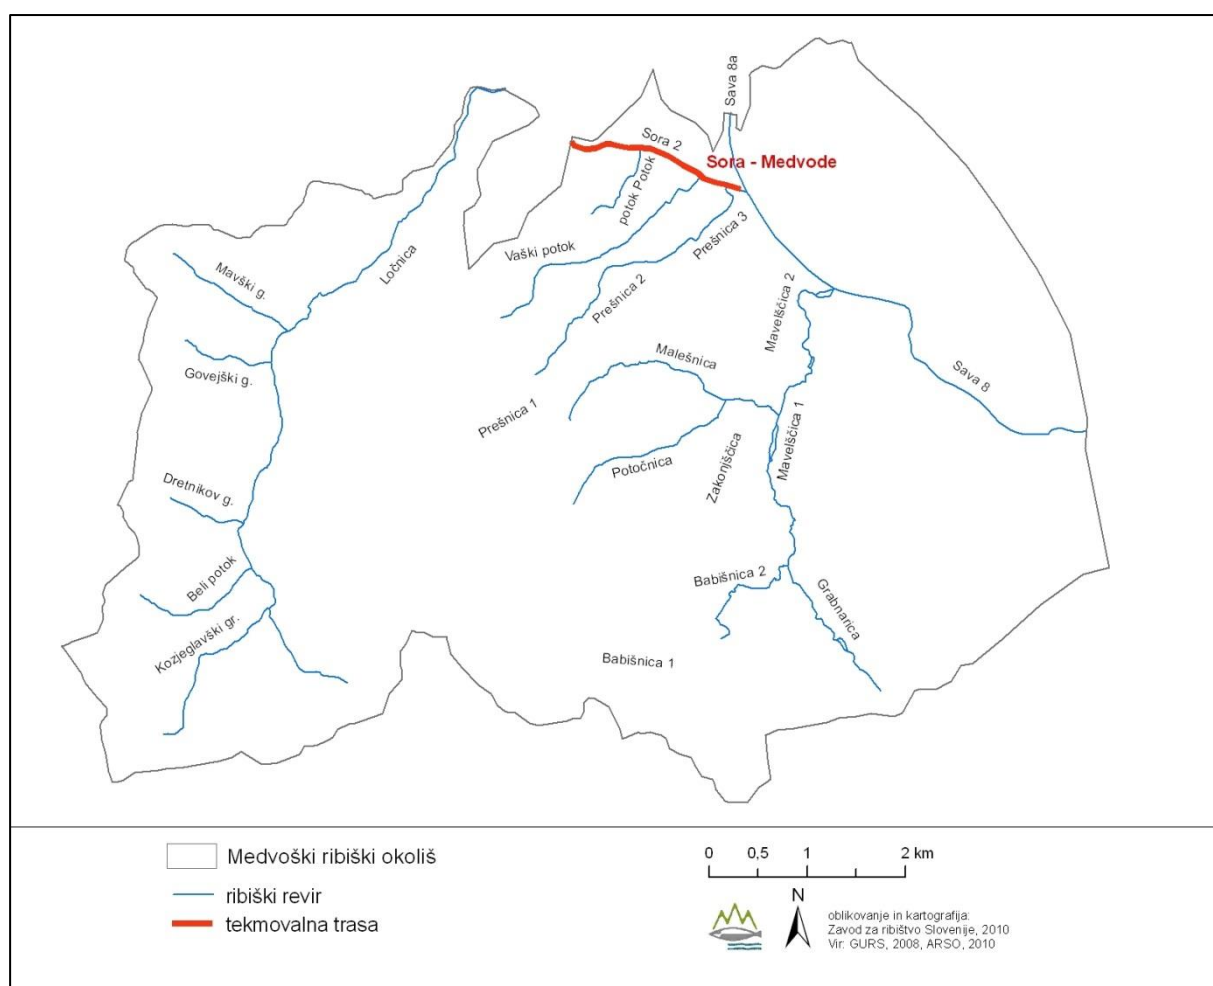 Sava 8a
Sora 2
Sora - Medvode
potok Potok
Vaški potok
Prešnica 3
Ločnica
Mavški g.
Prešnica 2
Mavelščica 2
Malešnica
Govejški g.
Sava 8
Prešnica 1
Mavelščica 1
Potočnica
Zakonjščica
Dretnikov g.
Beli potok
Babišnica 2
Grabnarica
Kozjeglavški gr.
Babišnica 1
Medvoški ribiški okoliš
ribiški revir
tekmovalna trasa
0 0,5 1 2 km
N
oblikovanje in kartografija:
Zavod za ribištvo Slovenije, 2010
Vir: GURS, 2008, ARSO, 2010